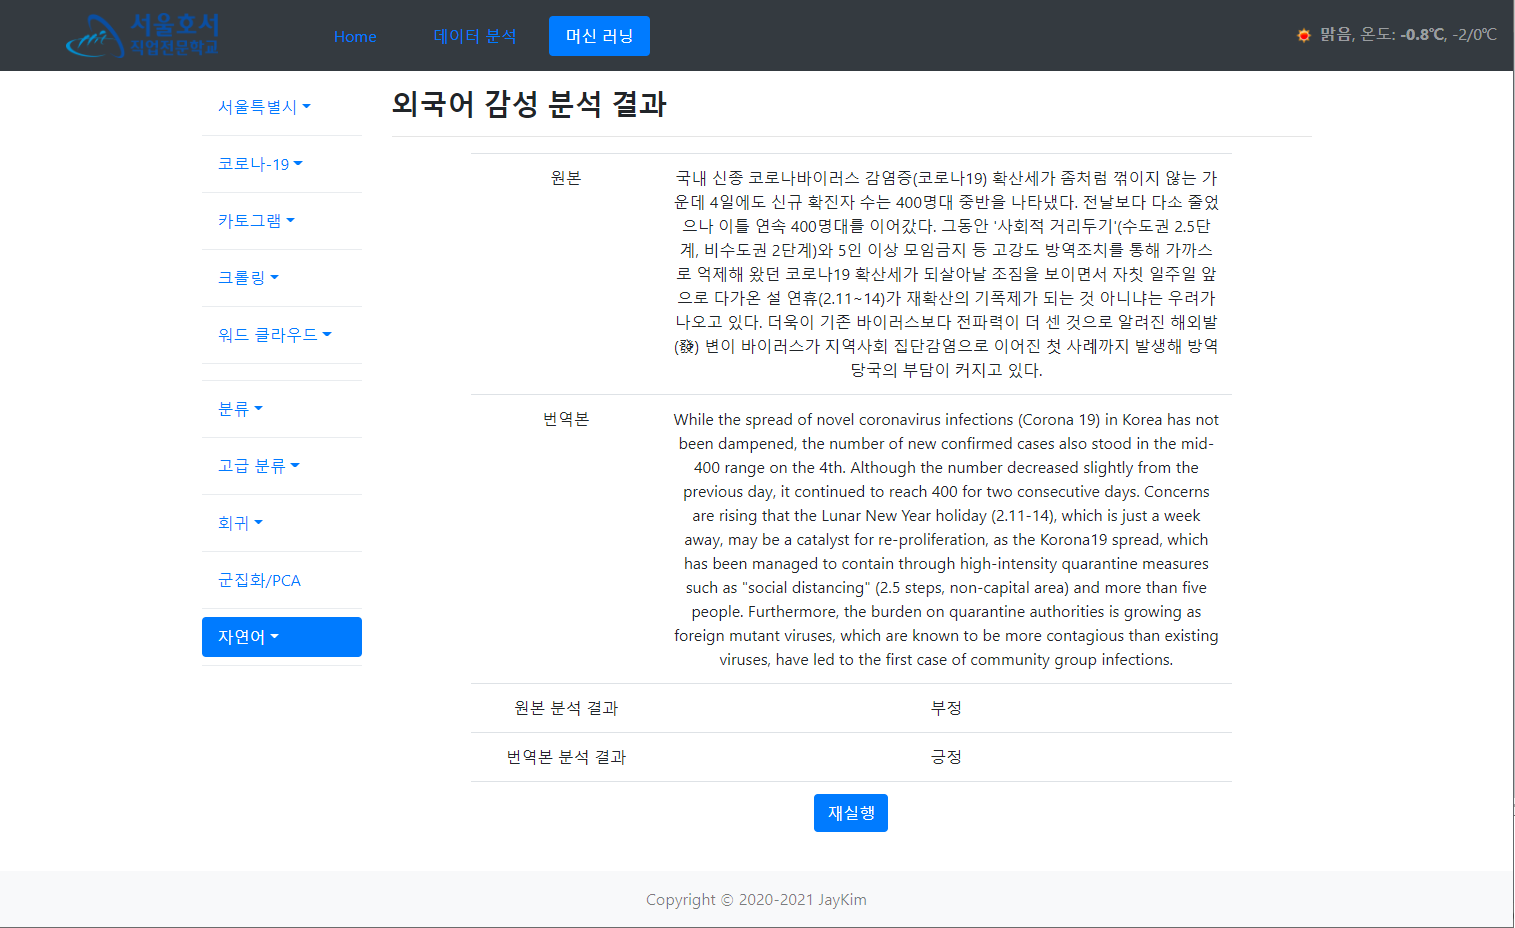 서울호서
직업전문학교
Home
데이터 분석
머신 러닝
맑음, 온도: -0.8℃, -2/0℃
서울특별시
코로나-19
카토그램
크롤링
워드 클라우드
분류
고급 분류
회귀
군집화/PCA
자연어
외국어 감성 분석 결과
원본
국내 신종 코로나바이러스 감염증(코로나19) 확산세가 좀처럼 꺾이지 않는 가
운데 4일에도 신규 확진자 수는 400명대 중반을 나타냈다. 전날보다 다소 줄었
으나 이틀 연속 400명대를 이어갔다. 그동안 '사회적 거리두기'(수도권 2.5단
계, 비수도권 2단계)와 5인 이상 모임금지 등 고강도 방역조치를 통해 가까스
로 억제해 왔던 코로나19 확산세가 되살아날 조짐을 보이면서 자칫 일주일 앞
으로 다가온 설 연휴(2.11~14)가 재확산의 기폭제가 되는 것 아니냐는 우려가
나오고 있다. 더욱이 기존 바이러스보다 전파력이 더 센 것으로 알려진 해외발
(發) 변이 바이러스가 지역사회 집단감염으로 이어진 첫 사례까지 발생해 방역
당국의 부담이 커지고 있다.
번역본
While the spread of novel coronavirus infections (Corona 19) in Korea has not
been dampened, the number of new confirmed cases also stood in the mid-
400 range on the 4th. Although the number decreased slightly from the
previous day, it continued to reach 400 for two consecutive days. Concerns
are rising that the Lunar New Year holiday (2.11-14), which is just a week
away, may be a catalyst for re-proliferation, as the Korona19 spread, which
has been managed to contain through high-intensity quarantine measures
such as "social distancing" (2.5 steps, non-capital area) and more than five
people. Furthermore, the burden on quarantine authorities is growing as
foreign mutant viruses, which are known to be more contagious than existing
viruses, have led to the first case of community group infections.
원본 분석 결과
부정
번역본 분석 결과
긍정
재실행
Copyright © 2020-2021 JayKim